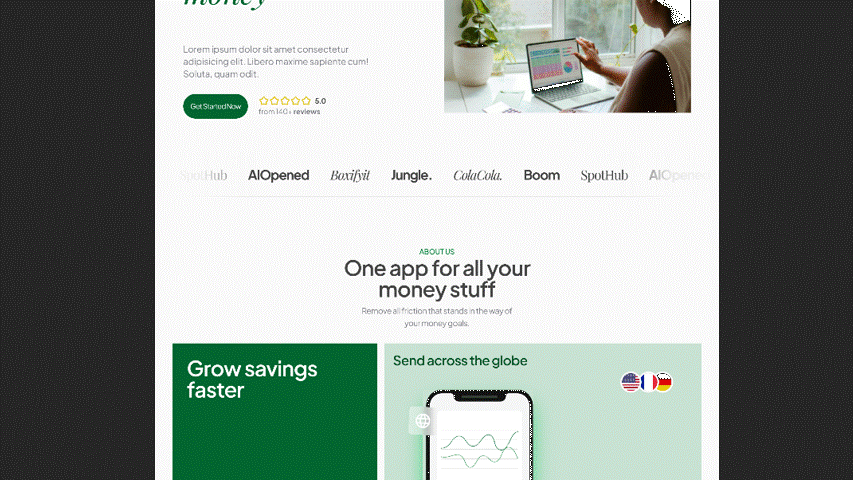 money
Lorem ipsum dolor sit amet consectetur
adipisicing elit. Libero maxime sapiente cum!
Soluta, quam odit.
Get Started Now
5.0
from 140+ reviews
SpotHub AIOpened Boxifyit Jungle. ColaCola. Boom SpotHub AIOpened
ABOUT US
One app for all your
money stuff
Remove all friction that stands in the way of
your money goals.
Grow savings
faster
Send across the globe